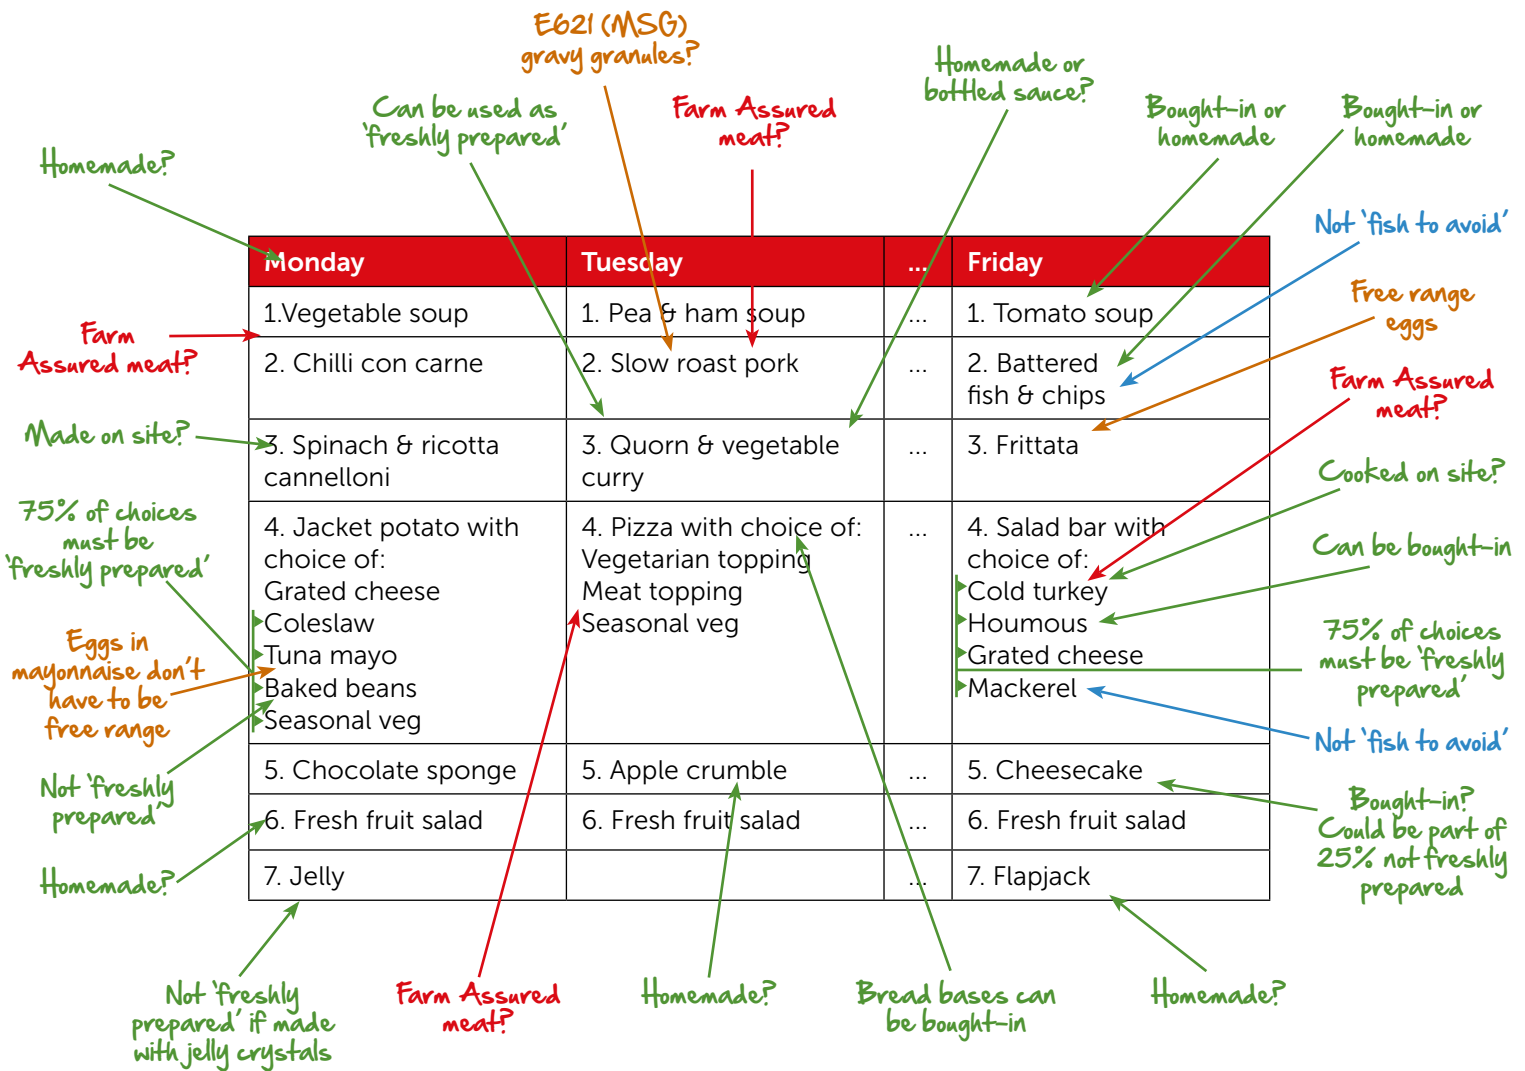 E621 (MSG)
gravy granules?
Homemade or
bottled sauce?
Can be used as
'freshly prepared'
Farm Assured
meat?
Bought-in or
homemade
Bought-in or
homemade
Homemade?
Not 'fish to avoid'
Free range
eggs
Farm
Assured meat?
Farm Assured
meat?
Made on site?
Cooked on site?
75% of choices
must be
'freshly prepared'
Can be bought-in
Eggs in
mayonnaise don't
have to be
free range
75% of choices
must be 'freshly
prepared'
Not 'fish to avoid'
Not 'freshly
prepared'
Bought-in?
Could be part of
25% not freshly
prepared
Homemade?
Monday
Tuesday
...
Friday
1.Vegetable soup
1. Pea & ham soup
...
1. Tomato soup
2. Chilli con carne
2. Slow roast pork
...
2. Battered
fish & chips
3. Spinach & ricotta
cannelloni
3. Quorn & vegetable
curry
...
3. Frittata
4. Jacket potato with
choice of:
Grated cheese
Coleslaw
Tuna mayo
Baked beans
Seasonal veg
4. Pizza with choice of:
Vegetarian topping
Meat topping
Seasonal veg
...
4. Salad bar with
choice of:
Cold turkey
Houmous
Grated cheese
Mackerel
5. Chocolate sponge
5. Apple crumble
...
5. Cheesecake
6. Fresh fruit salad
6. Fresh fruit salad
...
6. Fresh fruit salad
7. Jelly
...
7. Flapjack
Not 'freshly
prepared' if made
with jelly crystals
Farm Assured
meat?
Homemade?
Bread bases can
be bought-in
Homemade?